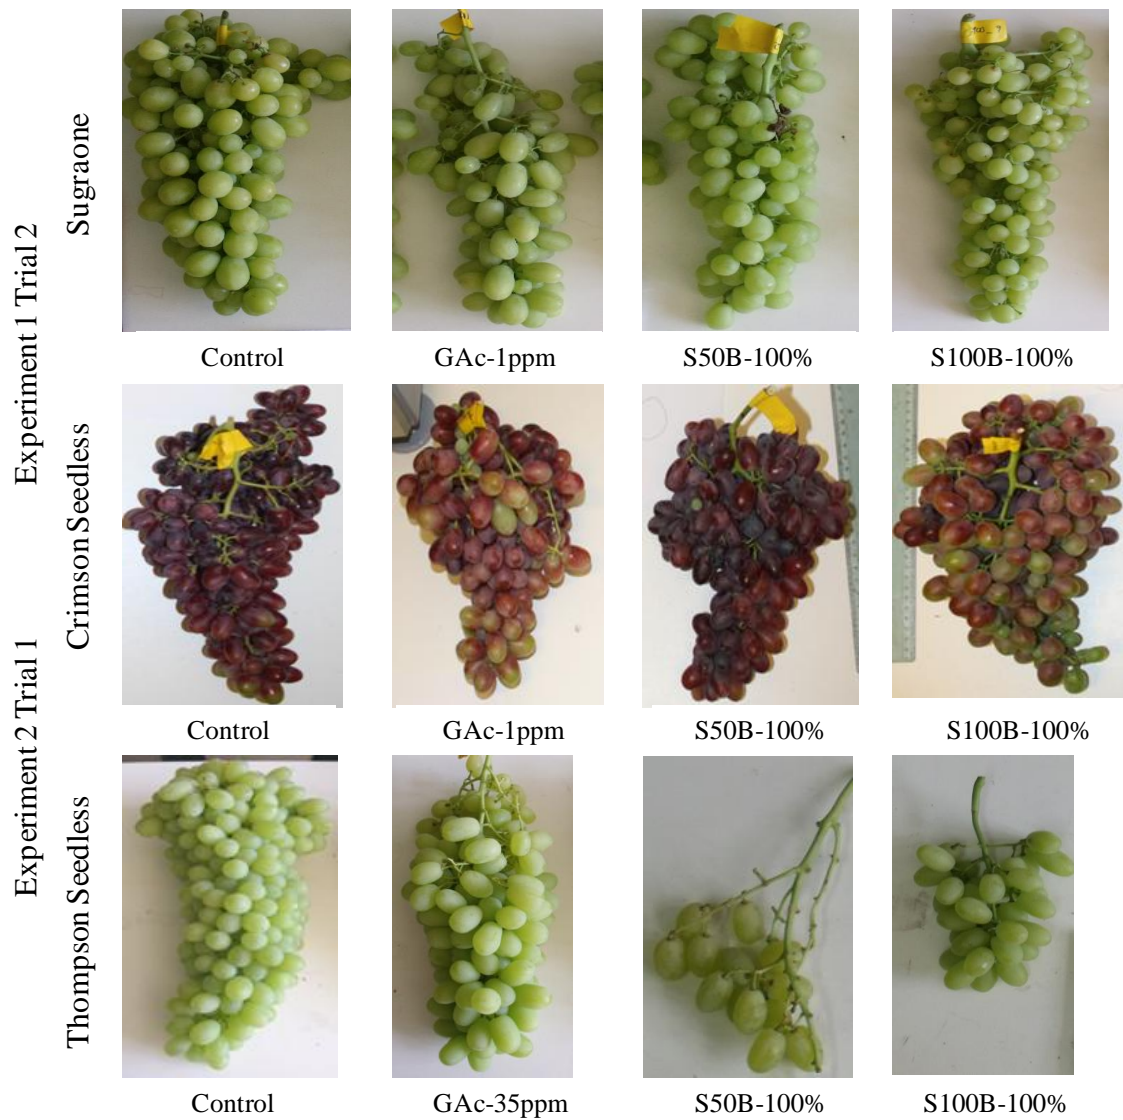 Experiment 1 Trial 2
Sugraone
Control
GAc-1ppm
S50B-100%
S100B-100%
Crimson Seedless
Control
GAc-1ppm
S50B-100%
S100B-100%
Experiment 2 Trial 1
Thompson Seedless
Control
GAc-35ppm
S50B-100%
S100B-100%